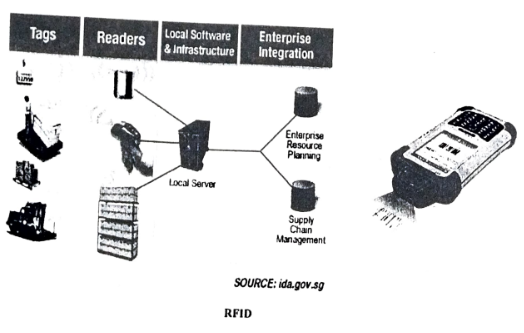 Tags
Readers
Local Software
& Infrastructure
Enterprise
Integration
Local Server
Enterprise
Resource
Planning
Supply
Chain
Management
SOURCE: ida.gov.sg
RFID